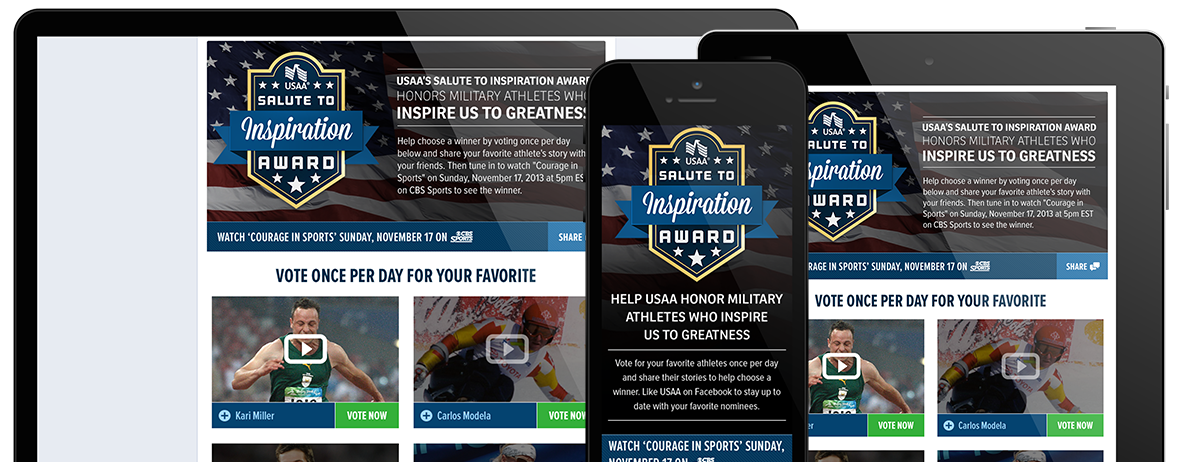 USAA®
SALUTE TO
Inspiration
AWARD
USAA'S SALUTE TO INSPIRATION AWARD
HONORS MILITARY ATHLETES WHO
INSPIRE US TO GREATNESS
Help choose a winner by voting once per day
below and share your favorite athlete's story with
your friends. Then tune in to watch "Courage in
Sports" on Sunday, November 17, 2013 at 5pm ES
on CBS Sports to see the winner.
WATCH ‘COURAGE IN SPORTS’ SUNDAY, NOVEMBER 17 ON CBS SPORTS
SHARE
VOTE ONCE PER DAY FOR YOUR FAVORITE
Kari Miller
VOTE NOW
Carlos Modela
VOTE NOW
USAA®
SALUTE TO
Inspiration
AWARD
HELP USAA HONOR MILITARY
ATHLETES WHO INSPIRE
US TO GREATNESS
Vote for your favorite athletes once per day
and share their stories to help choose a
winner. Like USAA on Facebook to stay up to
date with your favorite nominees.
WATCH ‘COURAGE IN SPORTS’ SUNDAY,
NOVEMBER 17 ON CBS
USAA®
ALUTE TO
spiration
WARD
USAA'S SALUTE TO INSPIRATION AWARD
HONORS MILITARY ATHLETES WHO
INSPIRE US TO GREATNESS
Help choose a winner by voting once per day
below and share your favorite athlete's story with
your friends. Then tune in to watch "Courage in
Sports" on Sunday, November 17, 2013 at 5pm EST
on CBS Sports to see the winner.
RAGE IN SPORTS’ SUNDAY, NOVEMBER 17 ON CBS SPORTS
SHARE
VOTE ONCE PER DAY FOR YOUR FAVORITE
er
VOTE NOW
Carlos Modela
VOTE NOW